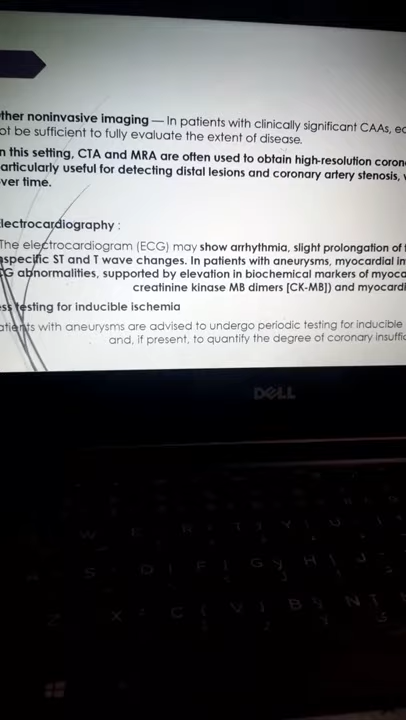 ther noninvasive imaging — In patients with clinically significant CAAs, ec
ot be sufficient to fully evaluate the extent of disease.
n this setting, CTA and MRA are often used to obtain high-resolution coron
articularly useful for detecting distal lesions and coronary artery stenosis,
ver time.
lectrocardiography :
The electrocardiogram (ECG) may show arrhythmia, slight prolongation of
nspecific ST and T wave changes. In patients with aneurysms, myocardial in
CG abnormalities, supported by elevation in biochemical markers of myoca
creatinine kinase MB dimers [CK-MB]) and myocardi
ess testing for inducible ischemia
atients with aneurysms are advised to undergo periodic testing for inducible
and, if present, to quantify the degree of coronary insuffic
DELL
W E R T Y U
S D F G H J
Z X C V B N